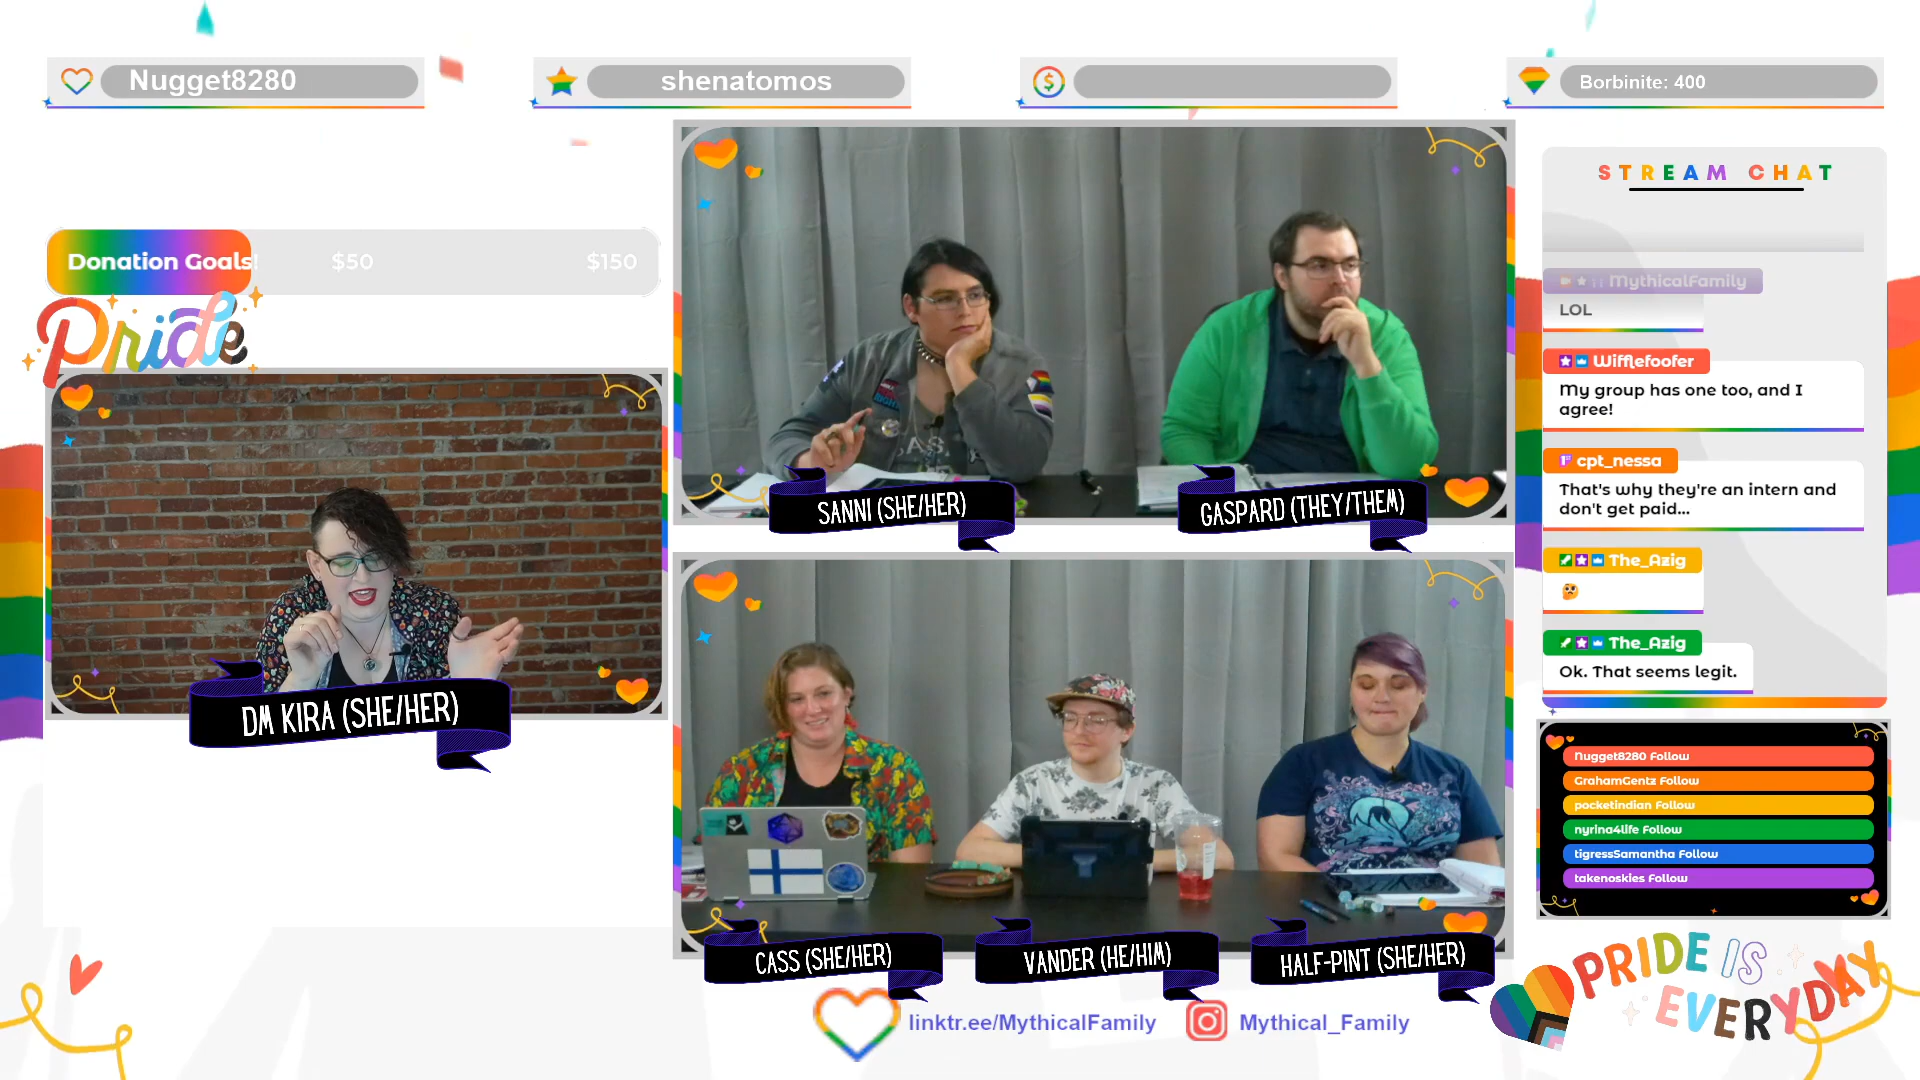 Nugget8280
shenatomos
Borbinite: 400
Donation Goals!
$50
$150
Pride
DM KIRA (SHE/HER)
SANNI (SHE/HER)
GASPARD (THEY/THEM)
CASS (SHE/HER)
VANDER (HE/HIM)
HALF-PINT (SHE/HER)
linktr.ee/MythicalFamily
Mythical_Family
STREAM CHAT
MythicalFamily
LOL
Wifflefoofer
My group has one too, and I
agree!
cpt_nessa
That's why they're an intern and
don't get paid...
The_Azig
The_Azig
Ok. That seems legit.
Nugget8280 Follow
GrahamGentz Follow
pocketindian Follow
nyrina4life Follow
tigressSamantha Follow
takenoskies Follow
PRIDE IS
EVERYDAY